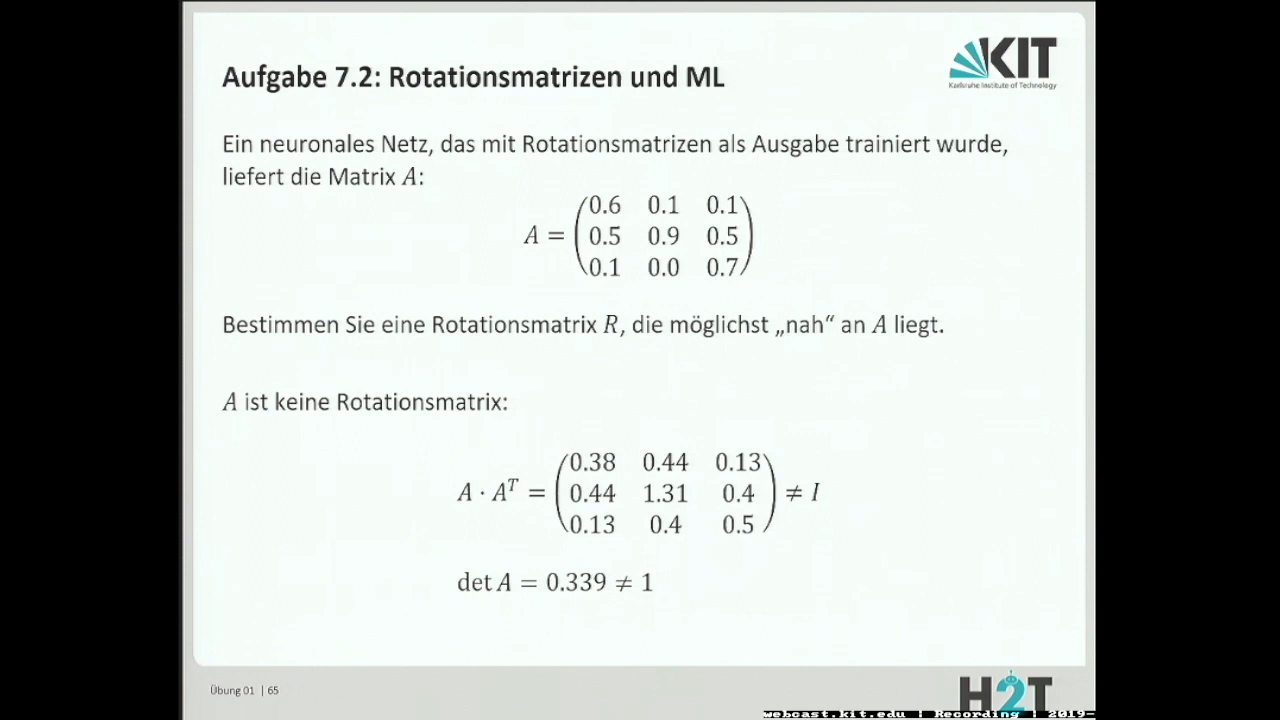 Aufgabe 7.2: Rotationsmatrizen und ML
KIT
Karlsruhe Institute of Technology
Ein neuronales Netz, das mit Rotationsmatrizen als Ausgabe trainiert wurde,
liefert die Matrix A:
0.6 0.1 0.1
A = 0.5 0.9 0.5
0.1 0.0 0.7
Bestimmen Sie eine Rotationsmatrix R, die möglichst „nah“ an A liegt.
A ist keine Rotationsmatrix:
0.38 0.44 0.13
A · Aᵀ = 0.44 1.31 0.4 ≠ I
0.13 0.4 0.5
det A = 0.339 ≠ 1
Übung 01 | 65
H2T
webcast.kit.edu | Recording | 2019-